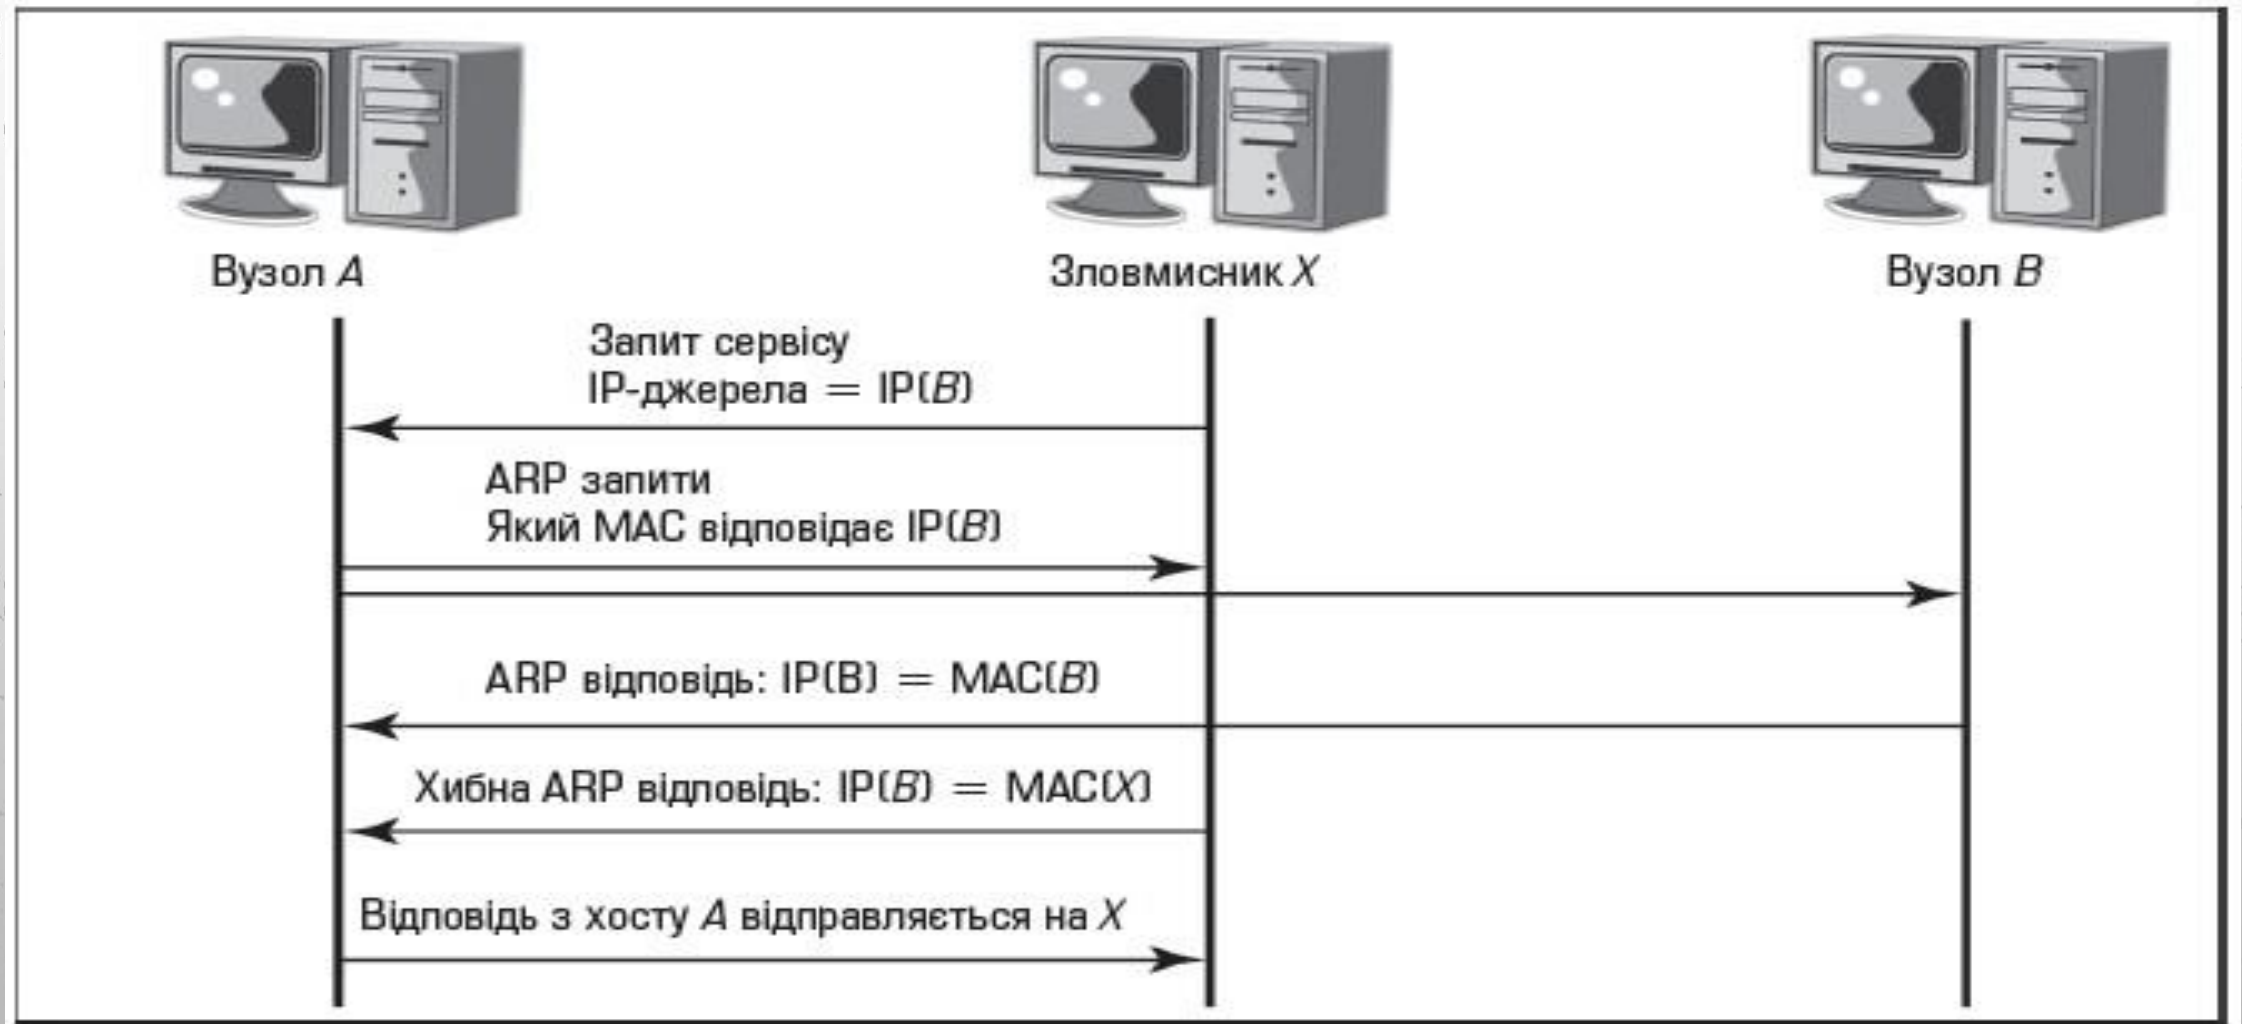 Вузол A
Зловмисник X
Вузол B
Запит сервісу
IP-джерела = IP(B)
ARP запити
Який MAC відповідає IP(B)
ARP відповідь: IP(B) = MAC(B)
Хибна ARP відповідь: IP(B) = MAC(X)
Відповідь з хосту A відправляється на X